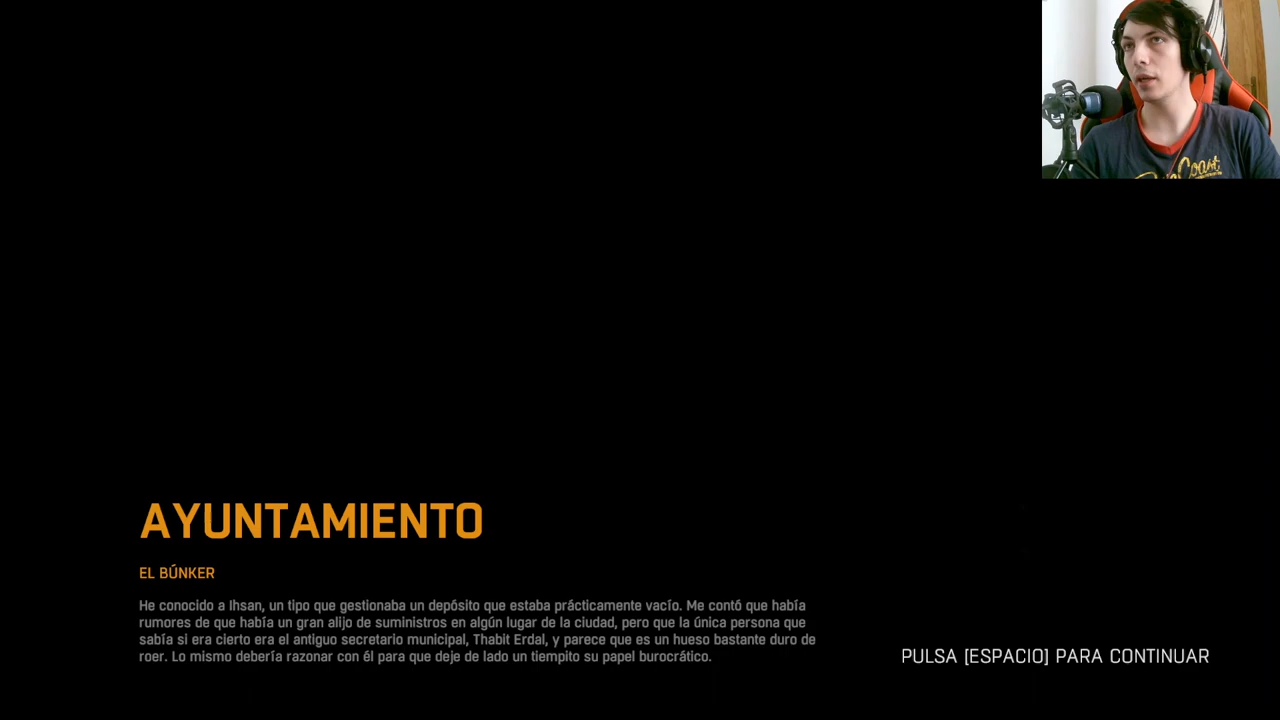 Coast
AYUNTAMIENTO
EL BÚNKER
He conocido a Ihsan, un tipo que gestionaba un depósito que estaba prácticamente vacío. Me contó que había
rumores de que había un gran alijo de suministros en algún lugar de la ciudad, pero que la única persona que
sabía si era cierto era el antiguo secretario municipal, Thabit Erdal, y parece que es un hueso bastante duro de
roer. Lo mismo debería razonar con él para que deje de lado un tiempito su papel burocrático.
PULSA [ESPACIO] PARA CONTINUAR